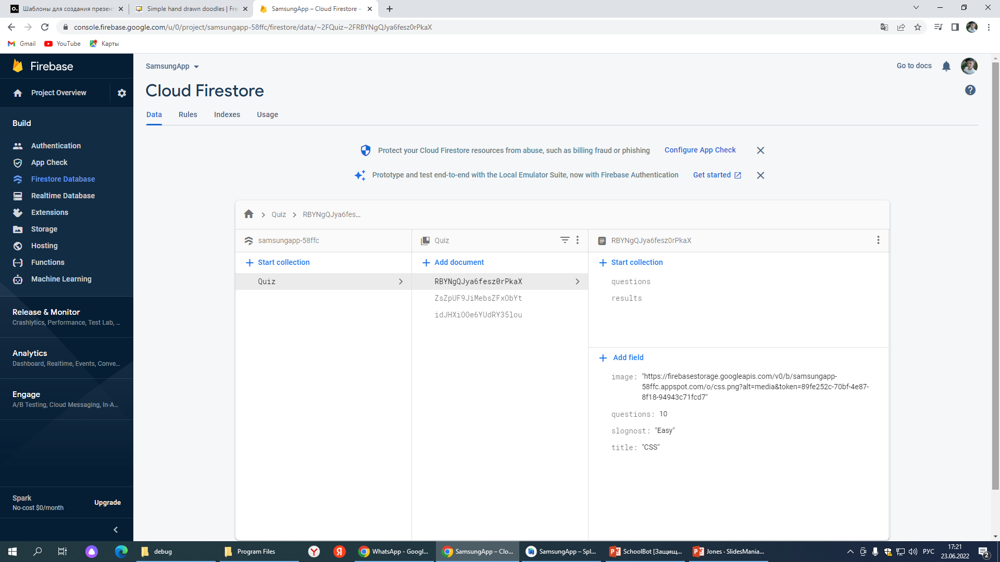 Шаблоны для создания презент
Simple hand drawn doodles | Fre
SamsungApp – Cloud Firestore –
console.firebase.google.com/u/0/project/samsungapp-58ffc/firestore/data/~2FQuiz~2FRBYNgQJya6fesz0rPkaX
Gmail
YouTube
Карты
Firebase
Project Overview
Build
Authentication
App Check
Firestore Database
Realtime Database
Extensions
Storage
Hosting
Functions
Machine Learning
Release & Monitor
Crashlytics, Performance, Test Lab, ...
Analytics
Dashboard, Realtime, Events, Conve...
Engage
A/B Testing, Cloud Messaging, In-A...
Spark
No-cost $0/month
Upgrade
SamsungApp
Go to docs
Cloud Firestore
Data
Rules
Indexes
Usage
Protect your Cloud Firestore resources from abuse, such as billing fraud or phishing
Configure App Check
Prototype and test end-to-end with the Local Emulator Suite, now with Firebase Authentication
Get started
Quiz
RBYNgQJya6fes...
samsungapp-58ffc
Start collection
Quiz
Quiz
Add document
RBYNgQJya6fesz0rPkaX
ZsZpUF9JiMebsZFxObYt
idJHXiOOe6YUdRY35lou
RBYNgQJya6fesz0rPkaX
Start collection
questions
results
Add field
image: "https://firebasestorage.googleapis.com/v0/b/samsungapp-
58ffc.appspot.com/o/css.png?alt=media&token=89fe252c-70bf-4e87-
8f18-94943c71fcd7"
questions: 10
slognost: "Easy"
title: "CSS"
debug
Program Files
WhatsApp - Googl...
SamsungApp – Clo...
SamsungApp – Spl...
SchoolBot [Защищ...
Jones · SlidesMania...
РУС
17:21
23.06.2022
2